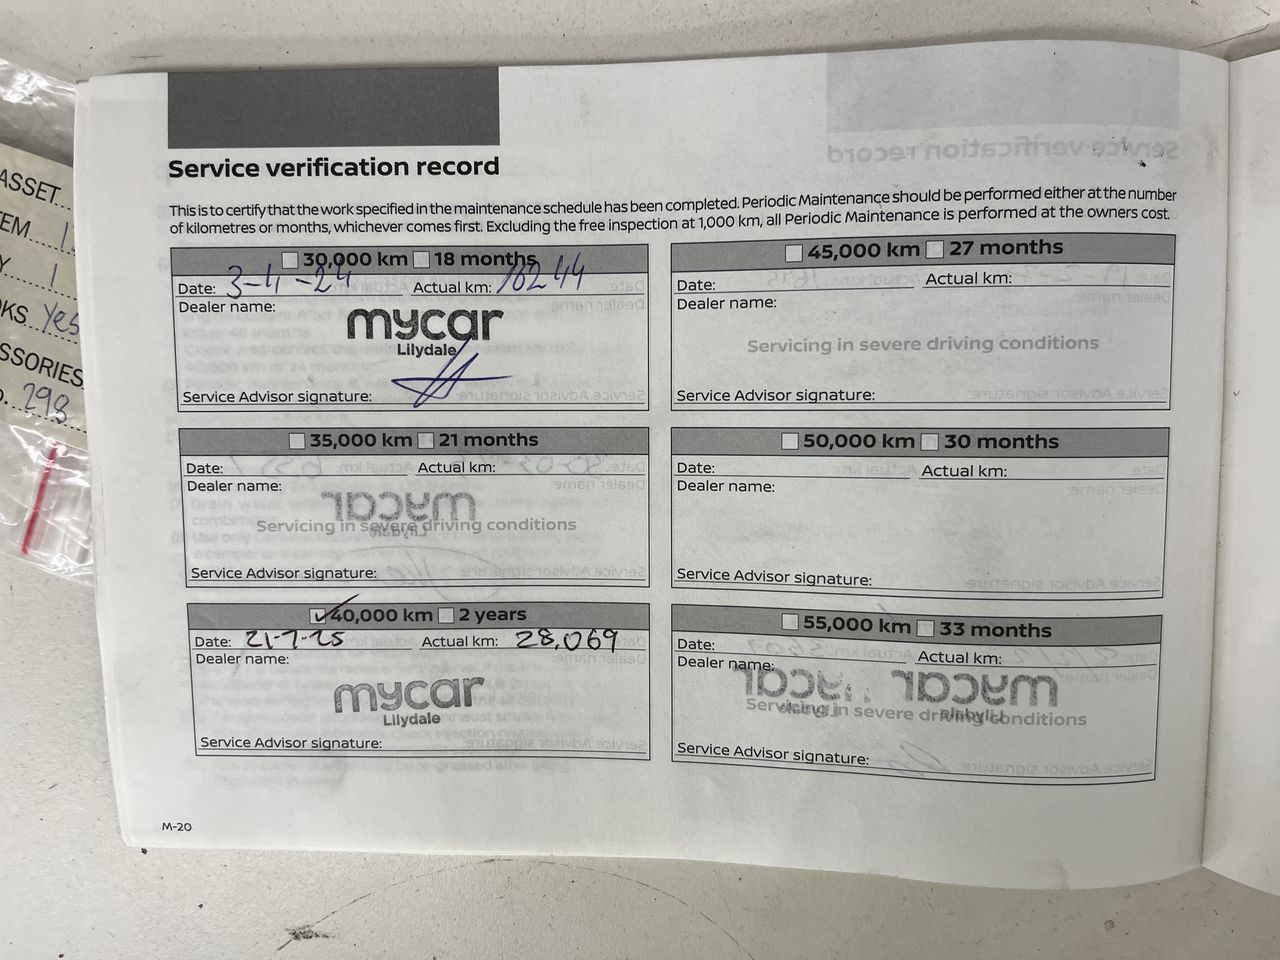 ASSET...
TEM....1
Y....1
OKS...Yes
SSORIES
O...298
Service verification record
This is to certify that the work specified in the maintenance schedule has been completed. Periodic Maintenance should be performed either at the number
of kilometres or months, whichever comes first. Excluding the free inspection at 1,000 km, all Periodic Maintenance is performed at the owners cost.
30,000 km 18 months
Date: 3-4-24 Actual km: 16244
Dealer name:
mycar
Lilydale
Service Advisor signature:
35,000 km 21 months
Date: Actual km:
Dealer name:
Servicing in severe driving conditions
Service Advisor signature:
40,000 km 2 years
Date: 21-7-25 Actual km: 28,069
Dealer name:
mycar
Lilydale
Service Advisor signature:
45,000 km 27 months
Date: Actual km:
Dealer name:
Servicing in severe driving conditions
Service Advisor signature:
50,000 km 30 months
Date: Actual km:
Dealer name:
Service Advisor signature:
55,000 km 33 months
Date: Actual km:
Dealer name:
Servicing in severe driving conditions
Service Advisor signature:
M-20